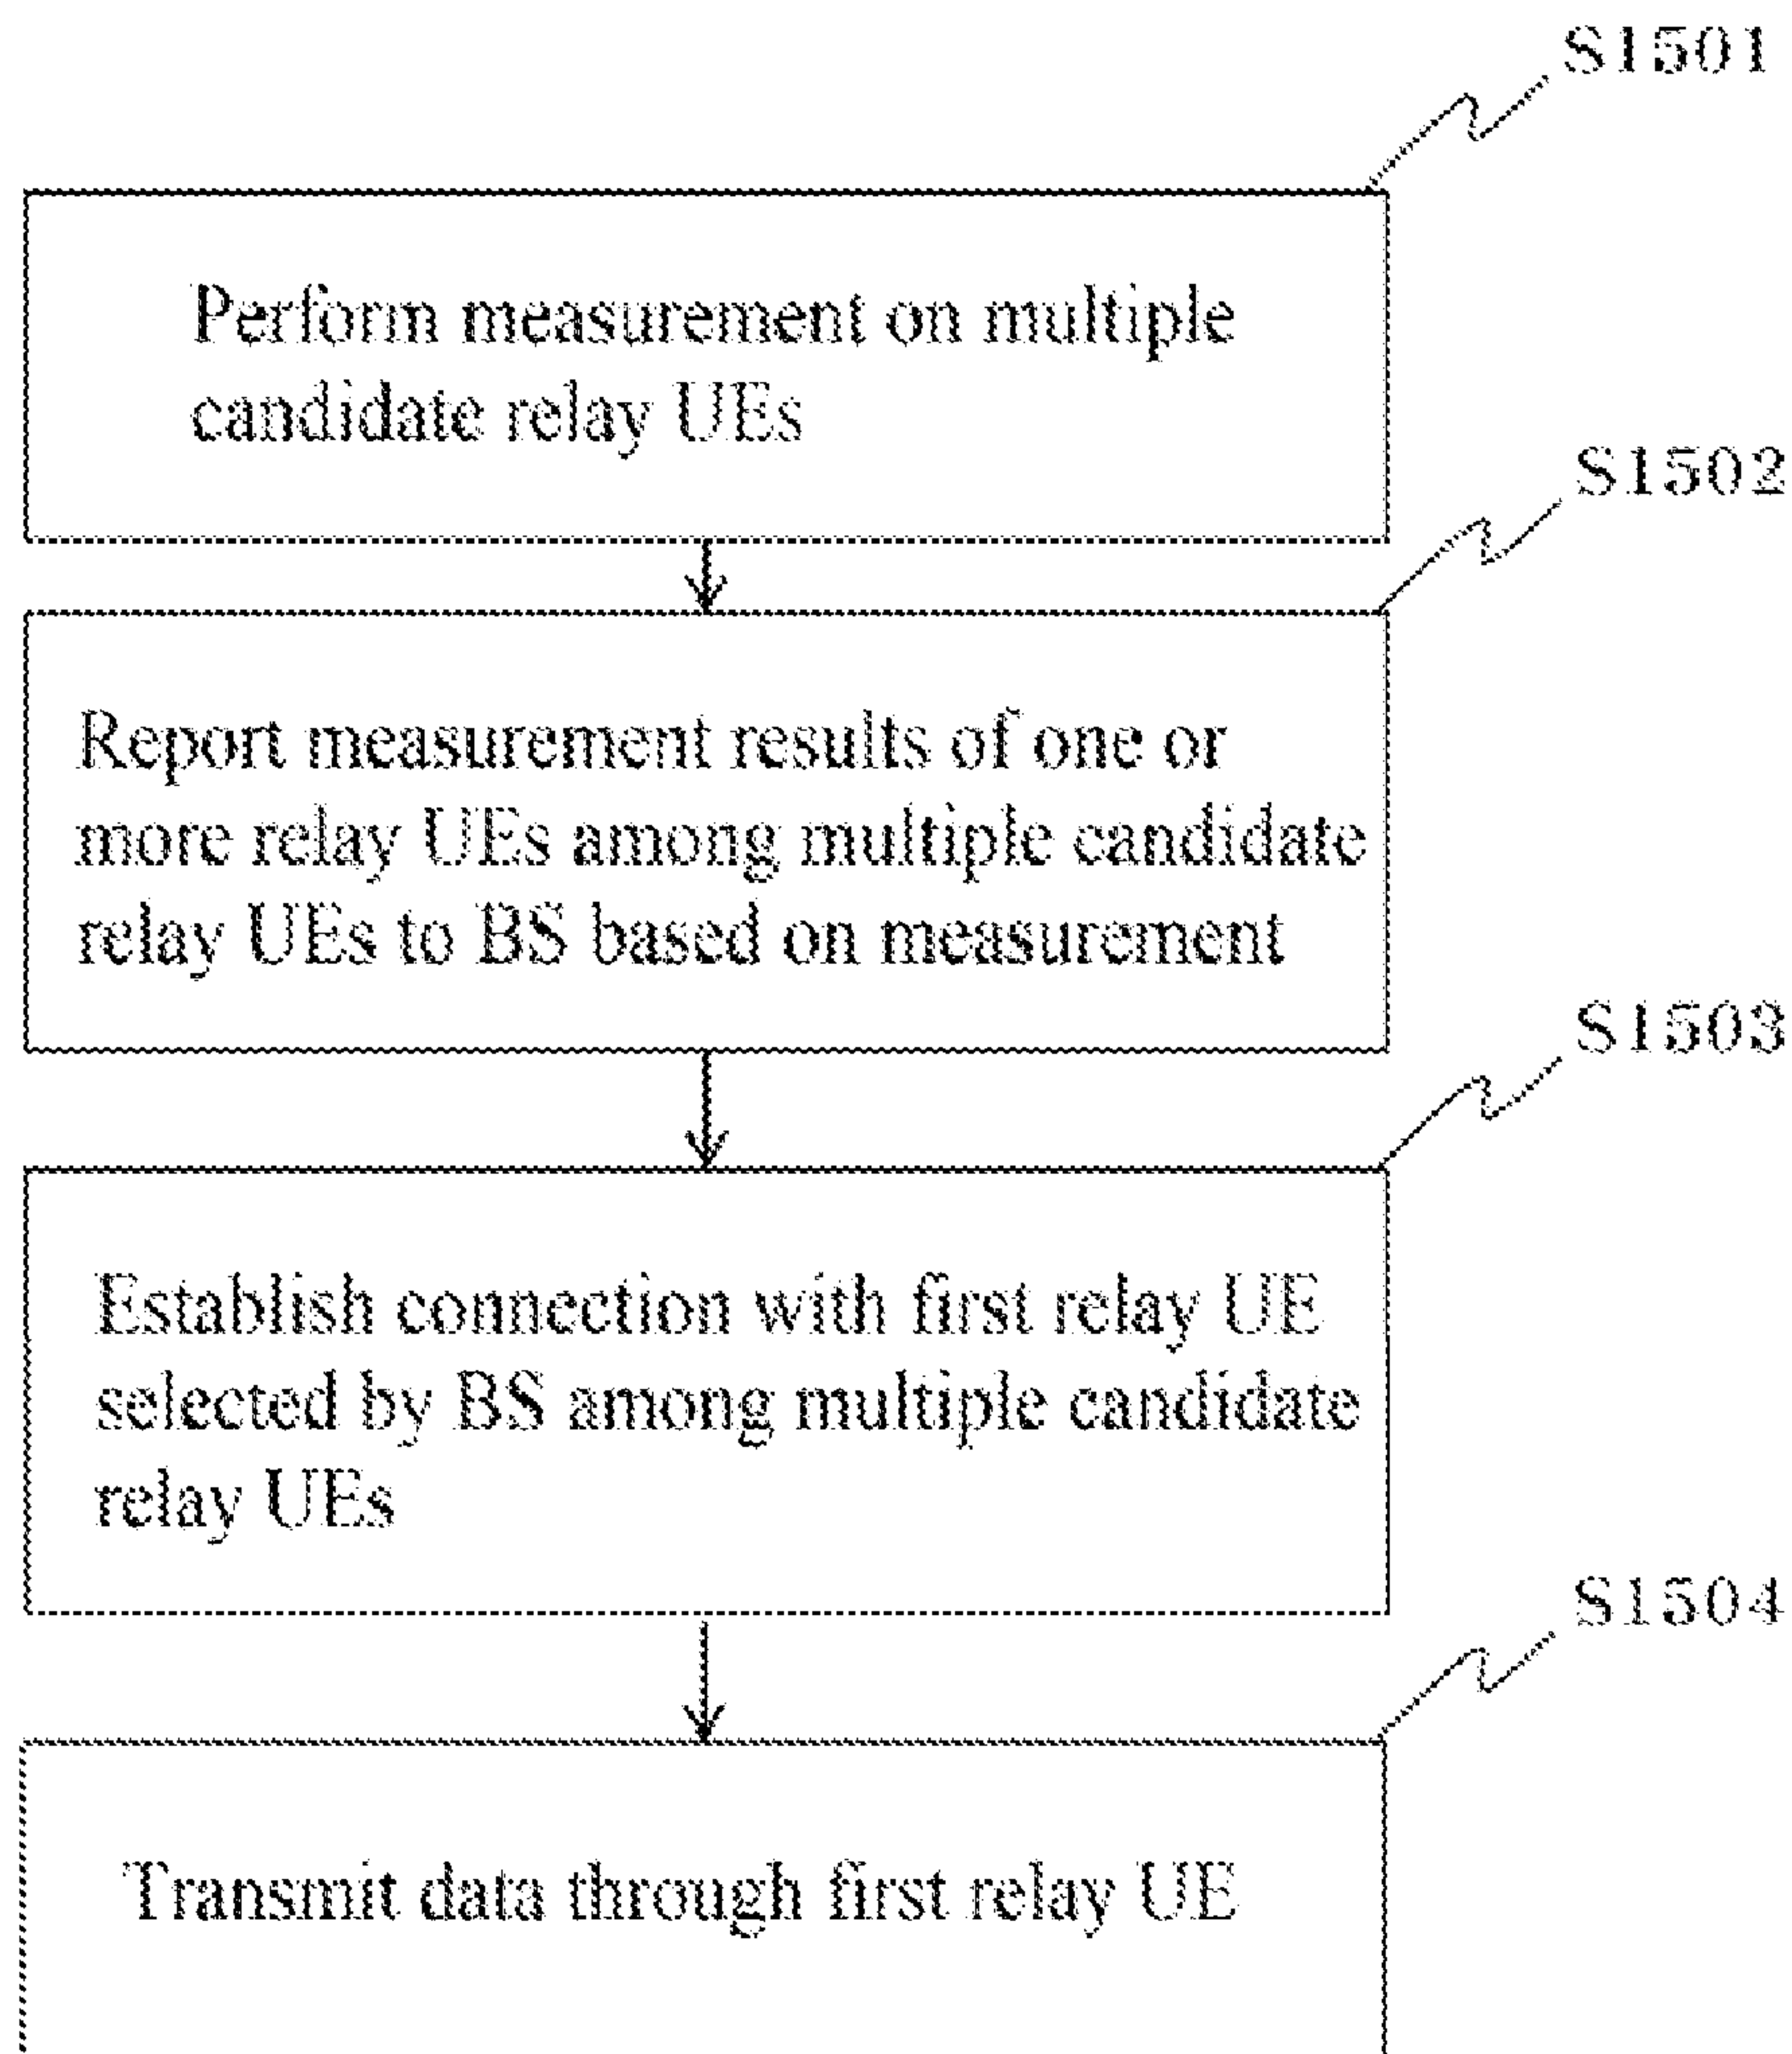 S1501
Perform measurement on multiple
candidate relay UEs
S1502
Report measurement results of one or
more relay UEs among multiple candidate
relay UEs to BS based on measurement
S1503
Establish connection with first relay UE
selected by BS among multiple candidate
relay UEs
S1504
Transmit data through first relay UE